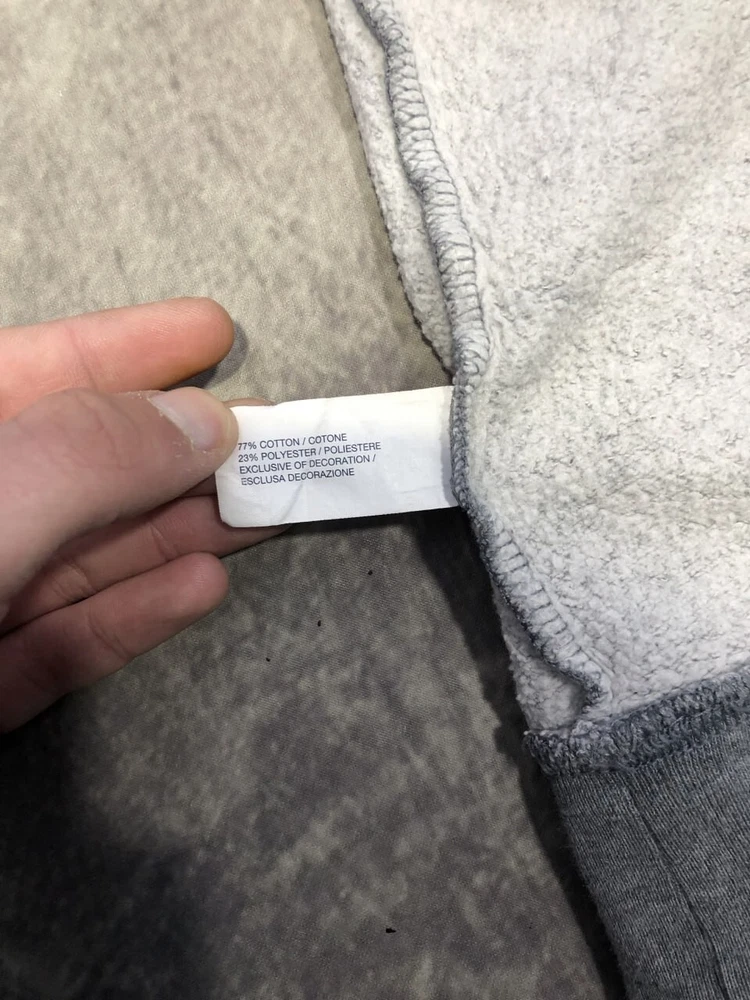 77% COTTON / COTONE
23% POLYESTER / POLIESTERE
EXCLUSIVE OF DECORATION /
ESCLUSA DECORAZIONE